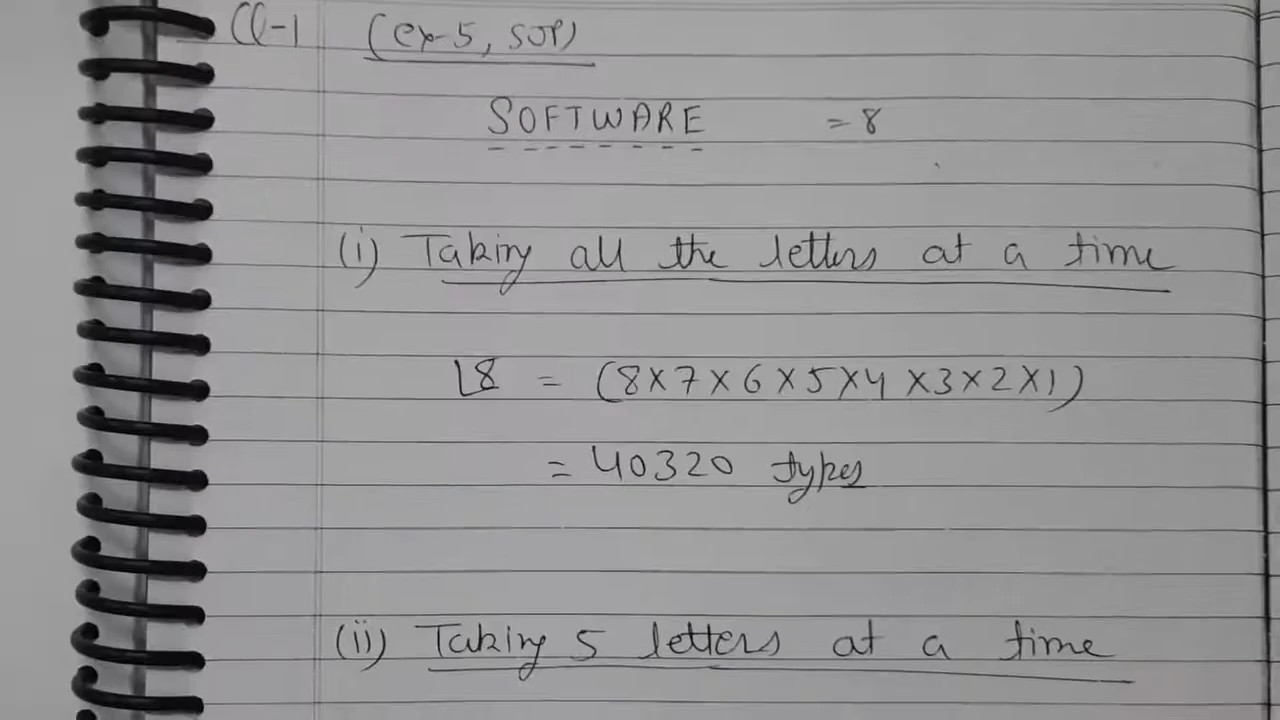 Cl-1 (ex-5, SOP)
SOFTWARE = 8
(i) Taking all the letters at a time
⌊8 = (8×7×6×5×4×3×2×1)
= 40320 types
(ii) Taking 5 letters at a time